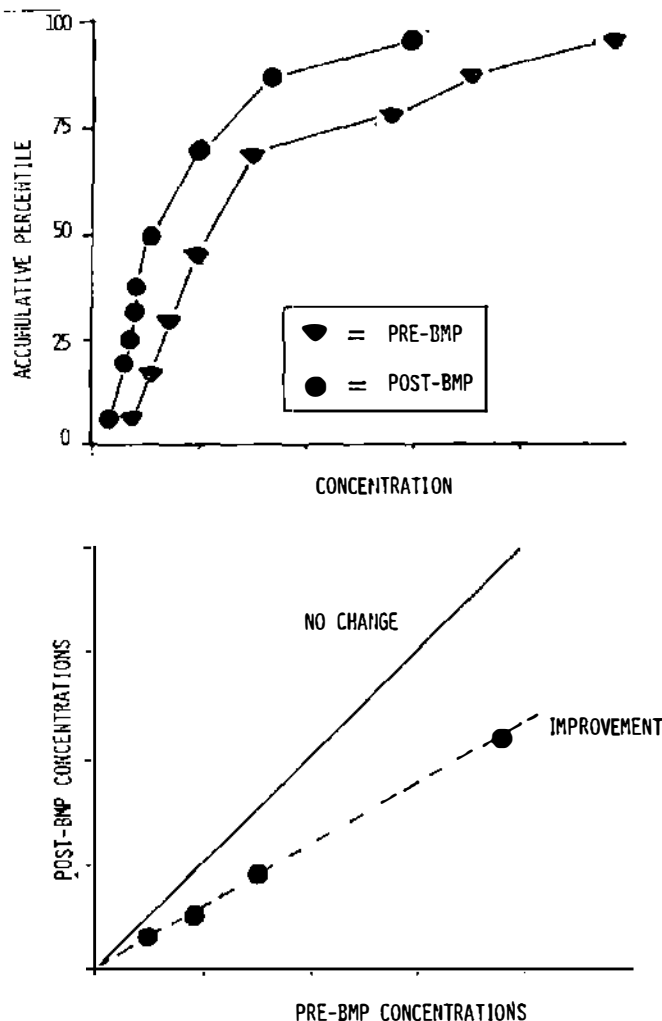 100
75
50
25
0
ACCUMULATIVE PERCENTILE
= PRE-BMP
= POST-BMP
CONCENTRATION
NO CHANGE
IMPROVEMENT
POST-BMP CONCENTRATIONS
PRE-BMP CONCENTRATIONS